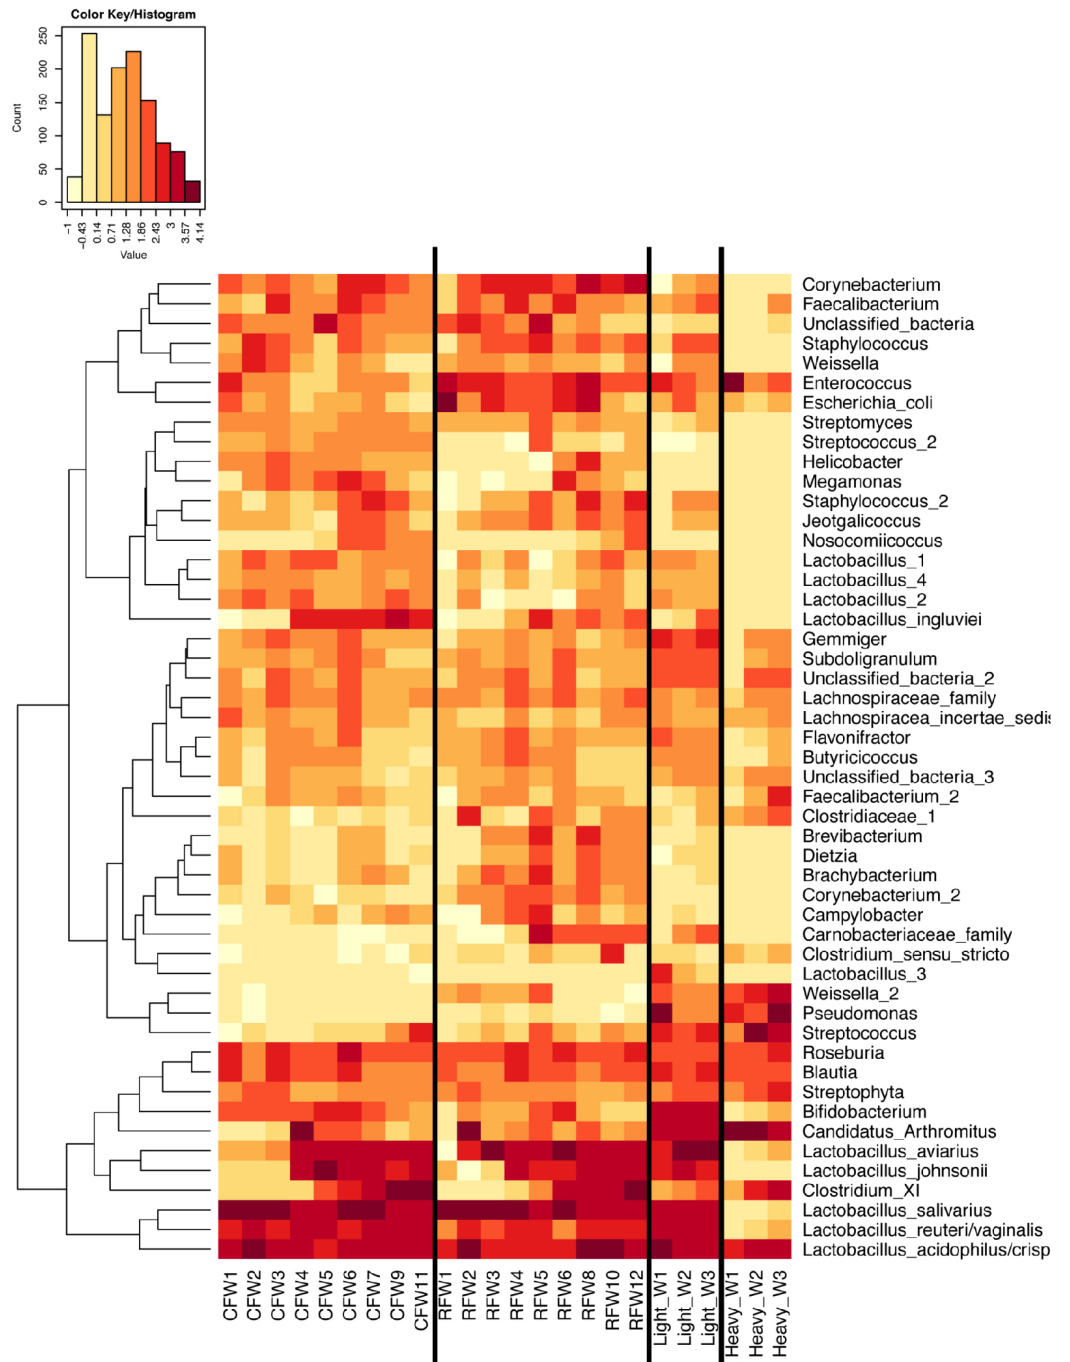 Color Key/Histogram
Count
0 50 100 150 200 250
−1 −0.43 0.14 0.71 1.28 1.86 2.43 3 3.57 4.14
Value
Corynebacterium
Faecalibacterium
Unclassified_bacteria
Staphylococcus
Weissella
Enterococcus
Escherichia_coli
Streptomyces
Streptococcus_2
Helicobacter
Megamonas
Staphylococcus_2
Jeotgalicoccus
Nosocomiicoccus
Lactobacillus_1
Lactobacillus_4
Lactobacillus_2
Lactobacillus_ingluviei
Gemmiger
Subdoligranulum
Unclassified_bacteria_2
Lachnospiraceae_family
Lachnospiracea_incertae_sedis
Flavonifractor
Butyricicoccus
Unclassified_bacteria_3
Faecalibacterium_2
Clostridiaceae_1
Brevibacterium
Dietzia
Brachybacterium
Corynebacterium_2
Campylobacter
Carnobacteriaceae_family
Clostridium_sensu_stricto
Lactobacillus_3
Weissella_2
Pseudomonas
Streptococcus
Roseburia
Blautia
Streptophyta
Bifidobacterium
Candidatus_Arthromitus
Lactobacillus_aviarius
Lactobacillus_johnsonii
Clostridium_XI
Lactobacillus_salivarius
Lactobacillus_reuteri/vaginalis
Lactobacillus_acidophilus/crisp
CFW1 CFW2 CFW3 CFW4 CFW5 CFW6 CFW7 CFW9 CFW11 RFW1 RFW2 RFW3 RFW4 RFW5 RFW6 RFW8 RFW10 RFW12 Light_W1 Light_W2 Light_W3 Heavy_W1 Heavy_W2 Heavy_W3